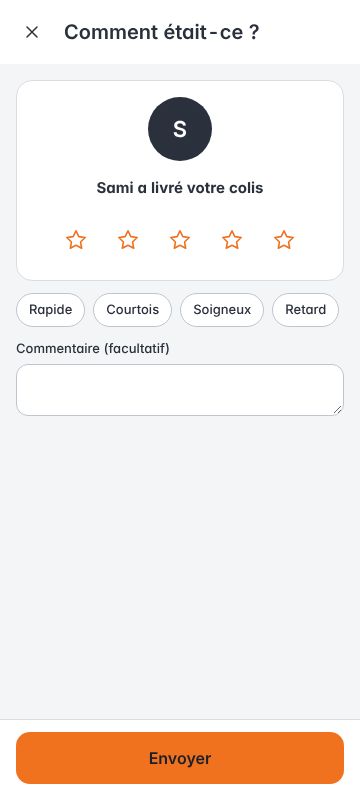 Comment était-ce ?
S
Sami a livré votre colis
Rapide Courtois Soigneux Retard
Commentaire (facultatif)
Envoyer